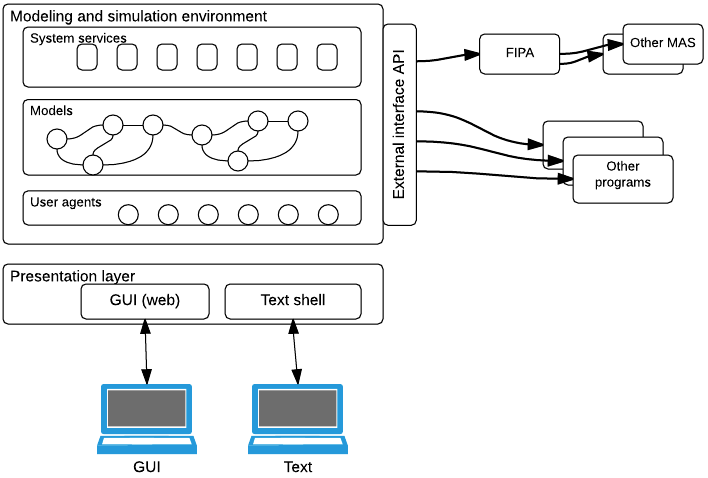 Modeling and simulation environment
System services
Models
User agents
External interface API
FIPA
Other MAS
Other
programs
Presentation layer
GUI (web)
Text shell
GUI
Text